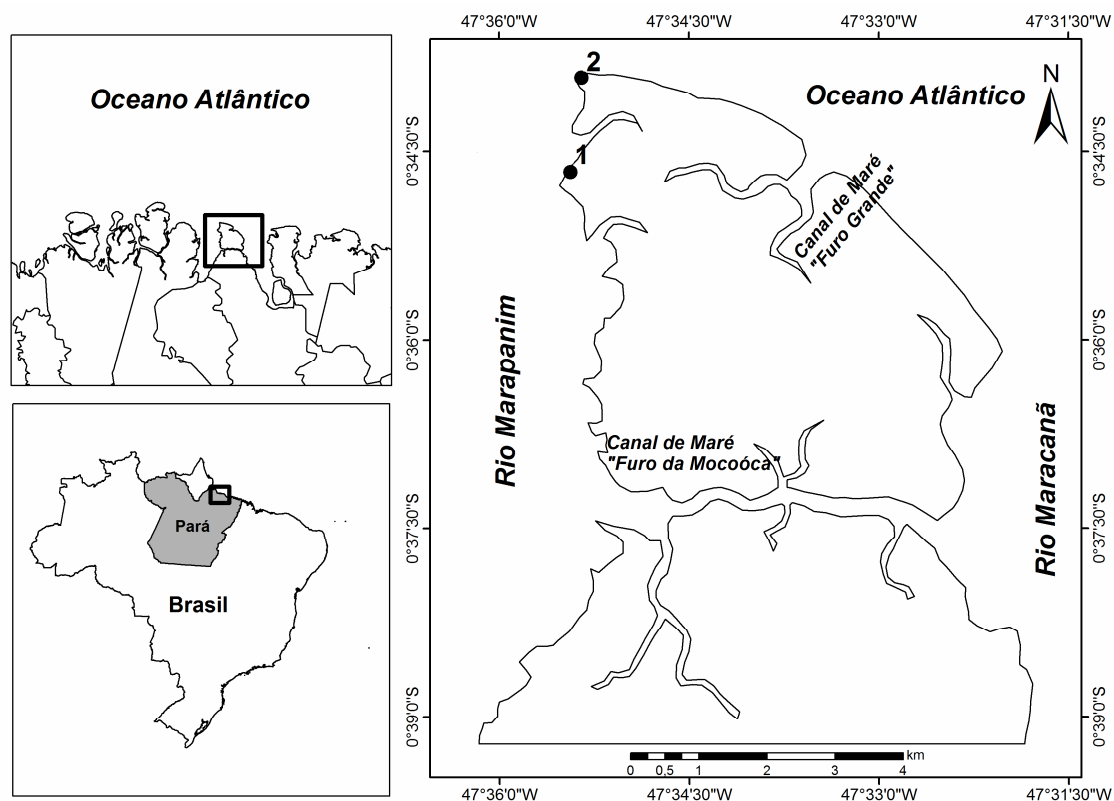 Oceano Atlântico
Pará
Brasil
47°36'0"W
47°34'30"W
47°33'0"W
47°31'30"W
0°34'30"S
0°36'0"S
0°37'30"S
0°39'0"S
2
1
Oceano Atlântico
N
Canal de Maré
"Furo Grande"
Rio Marapanim
Canal de Maré
"Furo da Mocoóca"
Rio Maracanã
0°34'30"S
0°36'0"S
0°37'30"S
0°39'0"S
km
0 0,5 1 2 3 4
47°36'0"W
47°34'30"W
47°33'0"W
47°31'30"W